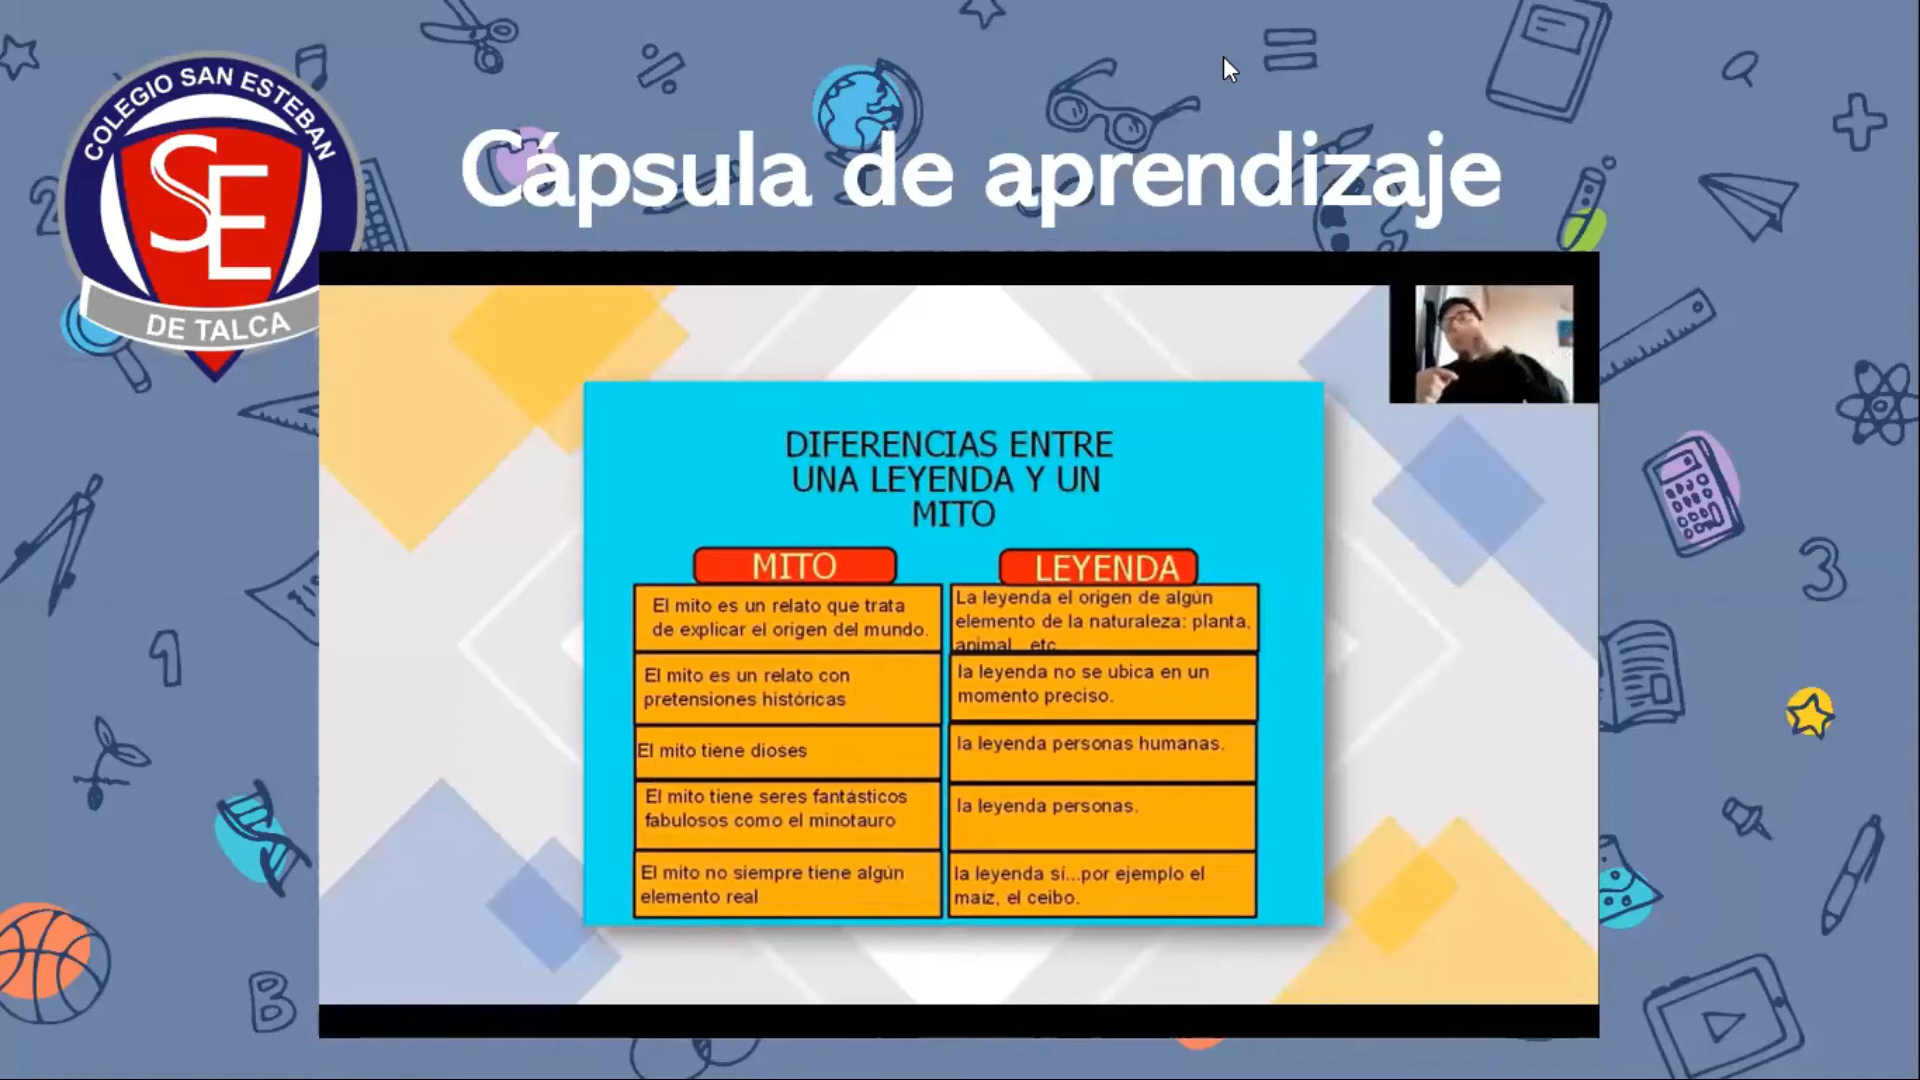 COLEGIO SAN ESTEBAN
SE
DE TALCA
Cápsula de aprendizaje
DIFERENCIAS ENTRE
UNA LEYENDA Y UN
MITO
MITO
El mito es un relato que trata
de explicar el origen del mundo.
El mito es un relato con
pretensiones históricas
El mito tiene dioses
El mito tiene seres fantásticos
fabulosos como el minotauro
El mito no siempre tiene algún
elemento real
LEYENDA
La leyenda el origen de algún
elemento de la naturaleza: planta,
animal...etc
la leyenda no se ubica en un
momento preciso.
la leyenda personas humanas.
la leyenda personas.
la leyenda sí...por ejemplo el
maiz, el ceibo.
2
1
3
B